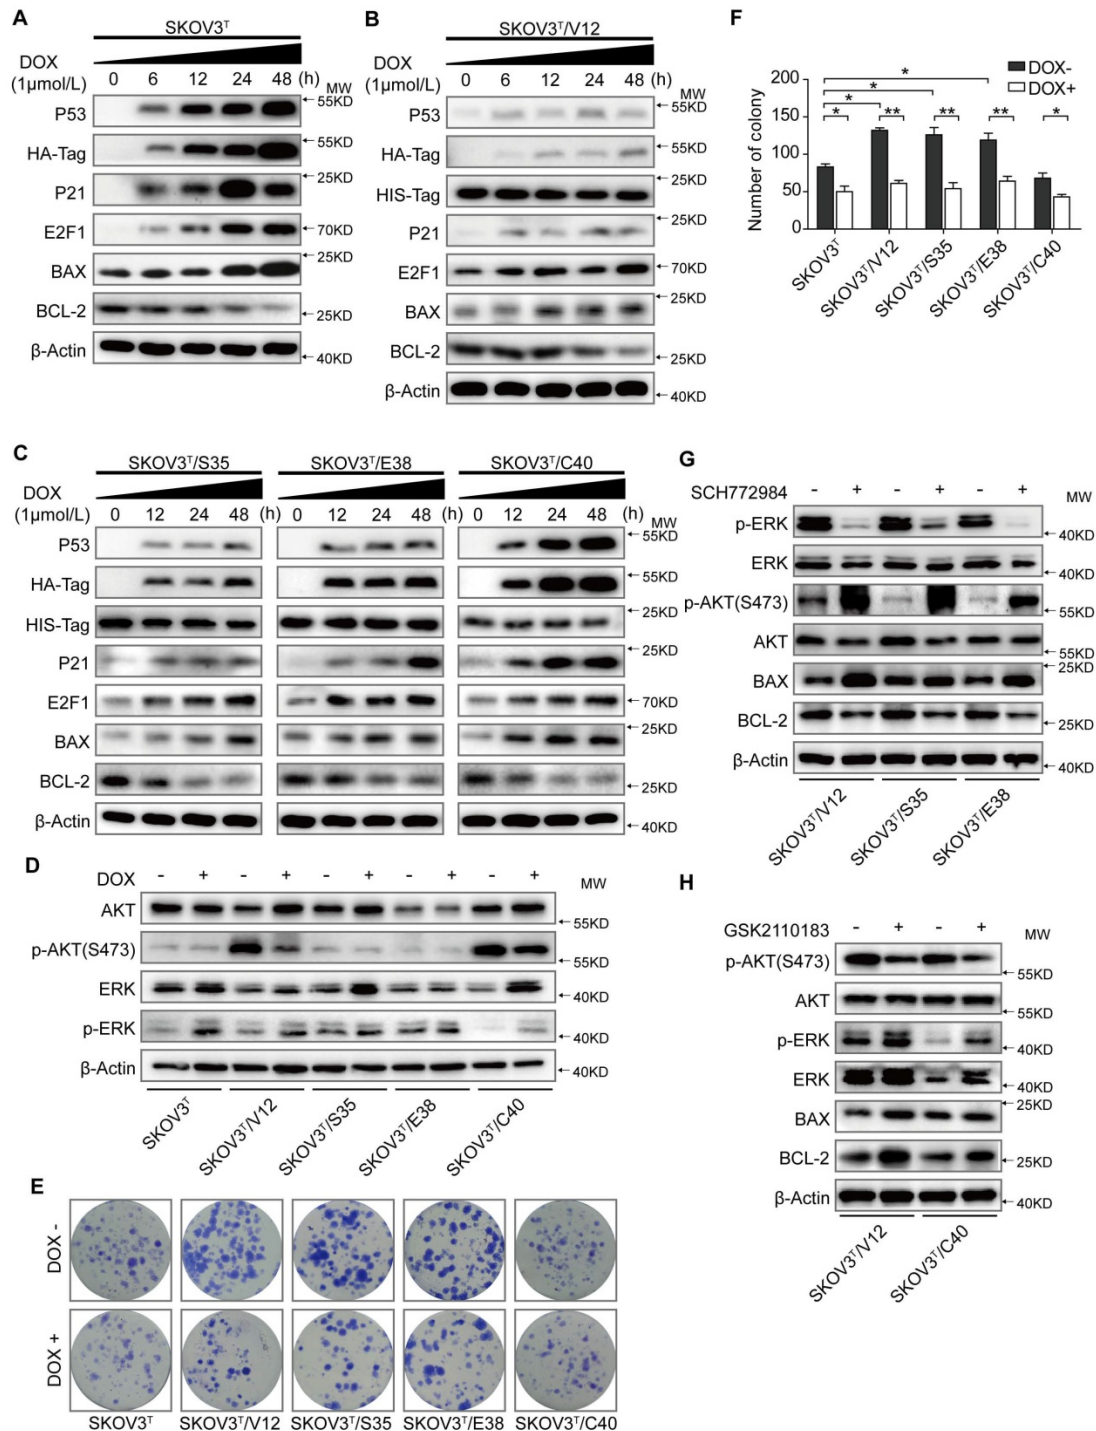 A
SKOV3ᵀ
DOX
(1μmol/L) 0 6 12 24 48 (h)
MW
P53 ←55KD
HA-Tag ←55KD
P21 ←25KD
E2F1 ←70KD
BAX ←25KD
BCL-2 ←25KD
β-Actin ←40KD
B
SKOV3ᵀ/V12
DOX
(1μmol/L) 0 6 12 24 48 (h)
MW
P53 ←55KD
HA-Tag ←55KD
HIS-Tag ←25KD
P21 ←25KD
E2F1 ←70KD
BAX ←25KD
BCL-2 ←25KD
β-Actin ←40KD
F
DOX-
DOX+
Number of colony
200
150
100
50
0
*
*
*
* ** ** ** *
SKOV3ᵀ
SKOV3ᵀ/V12
SKOV3ᵀ/S35
SKOV3ᵀ/E38
SKOV3ᵀ/C40
C
SKOV3ᵀ/S35 SKOV3ᵀ/E38 SKOV3ᵀ/C40
DOX
(1μmol/L) 0 12 24 48 (h) 0 12 24 48 (h) 0 12 24 48 (h)
MW
P53 ←55KD
HA-Tag ←55KD
HIS-Tag ←25KD
P21 ←25KD
E2F1 ←70KD
BAX ←25KD
BCL-2 ←25KD
β-Actin ←40KD
G
SCH772984 - + - + - +
MW
p-ERK ←40KD
ERK ←40KD
p-AKT(S473) ←55KD
AKT ←55KD
BAX ←25KD
BCL-2 ←25KD
β-Actin ←40KD
SKOV3ᵀ/V12
SKOV3ᵀ/S35
SKOV3ᵀ/E38
D
DOX - + - + - + - + - +
MW
AKT ←55KD
p-AKT(S473) ←55KD
ERK ←40KD
p-ERK ←40KD
β-Actin ←40KD
SKOV3ᵀ
SKOV3ᵀ/V12
SKOV3ᵀ/S35
SKOV3ᵀ/E38
SKOV3ᵀ/C40
H
GSK2110183 - + - +
MW
p-AKT(S473) ←55KD
AKT ←55KD
p-ERK ←40KD
ERK ←40KD
BAX ←25KD
BCL-2 ←25KD
β-Actin ←40KD
SKOV3ᵀ/V12
SKOV3ᵀ/C40
E
DOX -
DOX +
SKOV3ᵀ SKOV3ᵀ/V12 SKOV3ᵀ/S35 SKOV3ᵀ/E38 SKOV3ᵀ/C40